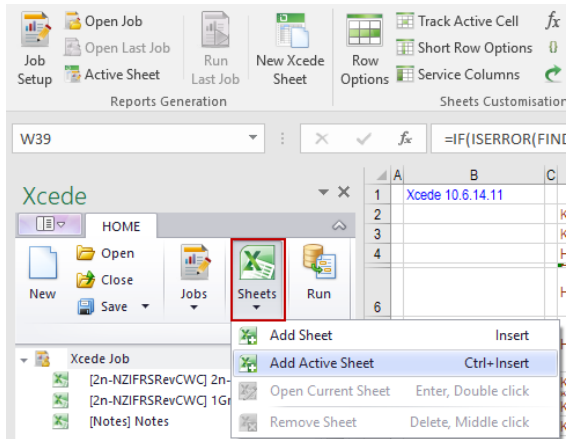 Open Job
Open Last Job
Active Sheet
Job
Setup
Run
Last Job
New Xcede
Sheet
Row
Options
Track Active Cell
Short Row Options
Service Columns
fx
{}
Reports Generation
Sheets Customisation
W39
fx
=IF(ISERROR(FIND
A B C
1 Xcede 10.6.14.11
2
3
4
6
Xcede
HOME
New
Open
Close
Save
Jobs
Sheets
Run
Add Sheet Insert
Add Active Sheet Ctrl+Insert
Open Current Sheet Enter, Double click
Remove Sheet Delete, Middle click
Xcede Job
[2n-NZIFRSRevCWC] 2n-
[2n-NZIFRSRevCWC] 1Gr
[Notes] Notes